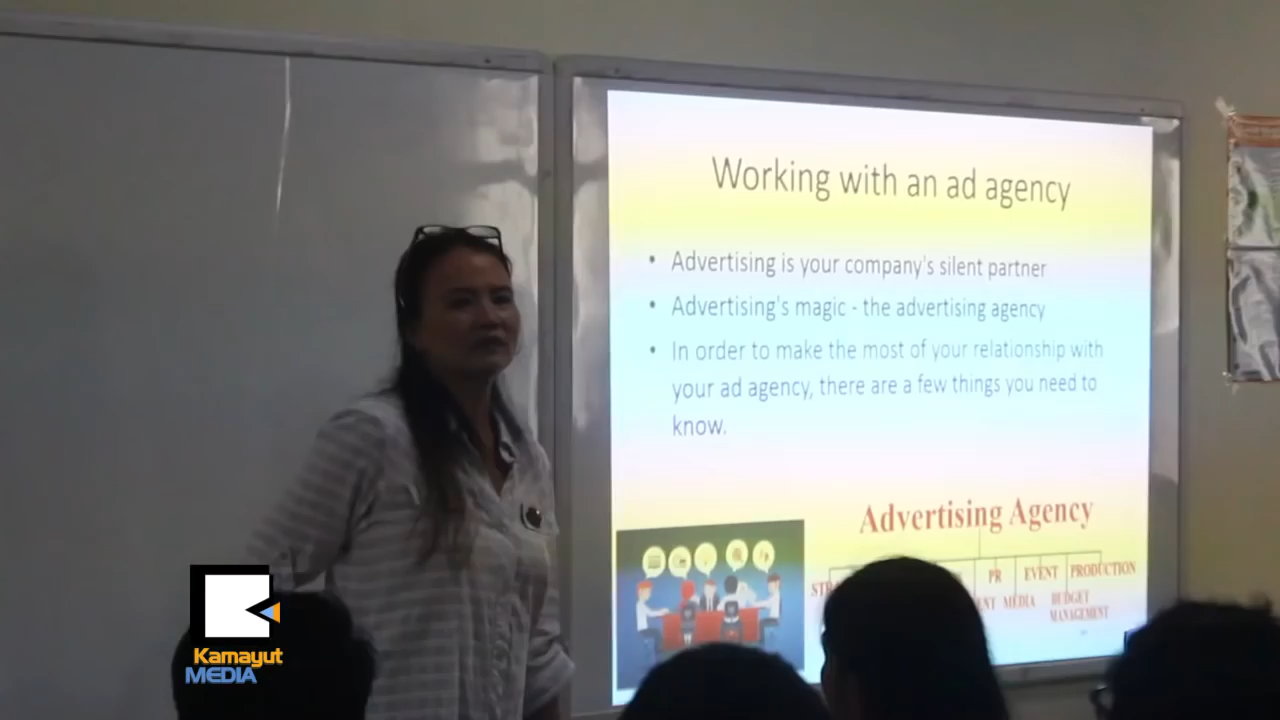 Working with an ad agency
• Advertising is your company's silent partner
• Advertising's magic - the advertising agency
• In order to make the most of your relationship with
your ad agency, there are a few things you need to
know.
Advertising Agency
PR EVENT PRODUCTION
MEDIA BUDGET
MANAGEMENT
Kamayut
MEDIA